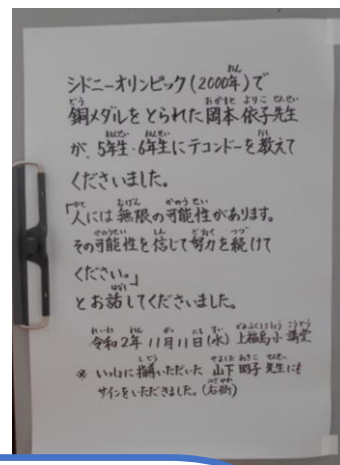 シドニーオリンピック(2000年)で
銅メダルをとられた岡本依子先生
が、5年生・6年生にテコンドーを教えて
くださいました。
「人には無限の可能性があります。
その可能性を信じて努力を続けて
ください。」
とお話してくださいました。
令和2年11月11日(水) 上福島小 講堂
※ いっしょに指導いただいた 山下 先生にも
サインをいただきました。(右側)